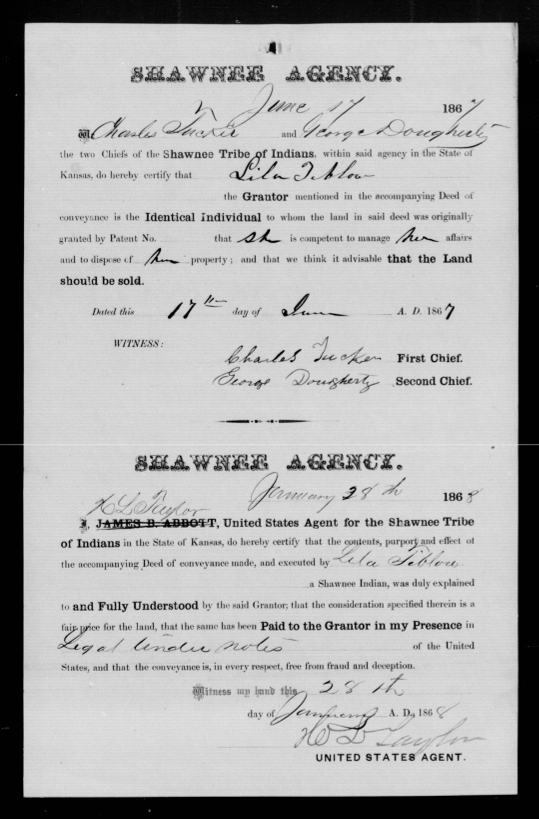 SHAWNEE AGENCY.
June 17 1867
We Charles Tucker and George Dougherty
the two Chiefs of the Shawnee Tribe of Indians, within said agency in the State of
Kansas, do hereby certify that Lila Tiblow
the Grantor mentioned in the accompanying Deed of
conveyance is the Identical Individual to whom the land in said deed was originally
granted by Patent No. that sh is competent to manage her affairs
and to dispose of her property; and that we think it advisable that the Land
should be sold.
Dated this 17th day of June A. D. 1867
WITNESS:
Charles Tucker First Chief.
George Dougherty Second Chief.
SHAWNEE AGENCY.
January 28th 1868
H L Taylor
I, JAMES B. ABBOTT, United States Agent for the Shawnee Tribe
of Indians in the State of Kansas, do hereby certify that the contents, purport and effect of
the accompanying Deed of conveyance made, and executed by Lila Tiblow
a Shawnee Indian, was duly explained
to and Fully Understood by the said Grantor; that the consideration specified therein is a
fair price for the land, that the same has been Paid to the Grantor in my Presence in
Legal Tender notes of the United
States, and that the conveyance is, in every respect, free from fraud and deception.
Witness my hand this 28th
day of January A. D., 1868
H L Taylor
UNITED STATES AGENT.